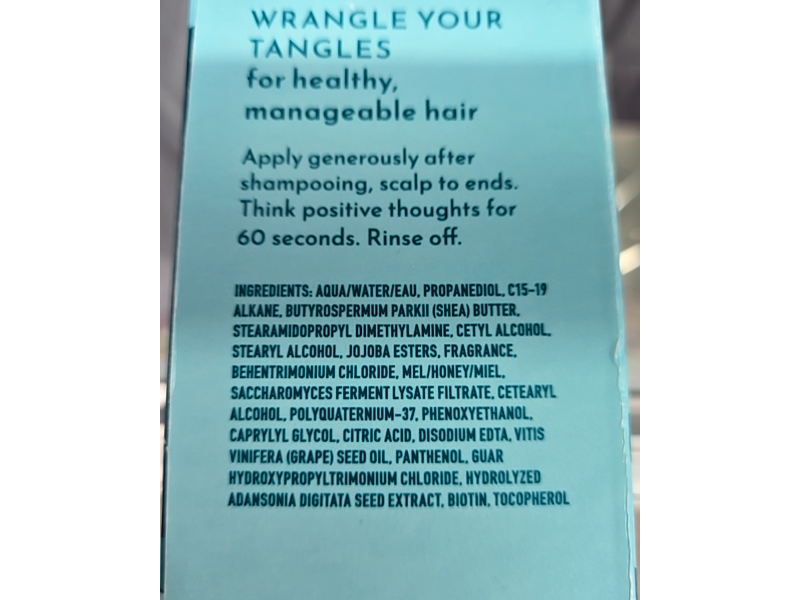 WRANGLE YOUR
TANGLES
for healthy,
manageable hair
Apply generously after
shampooing, scalp to ends.
Think positive thoughts for
60 seconds. Rinse off.
INGREDIENTS: AQUA/WATER/EAU, PROPANEDIOL, C15-19
ALKANE, BUTYROSPERMUM PARKII (SHEA) BUTTER,
STEARAMIDOPROPYL DIMETHYLAMINE, CETYL ALCOHOL,
STEARYL ALCOHOL, JOJOBA ESTERS, FRAGRANCE,
BEHENTRIMONIUM CHLORIDE, MEL/HONEY/MIEL,
SACCHAROMYCES FERMENT LYSATE FILTRATE, CETEARYL
ALCOHOL, POLYQUATERNIUM-37, PHENOXYETHANOL,
CAPRYLYL GLYCOL, CITRIC ACID, DISODIUM EDTA, VITIS
VINIFERA (GRAPE) SEED OIL, PANTHENOL, GUAR
HYDROXYPROPYLTRIMONIUM CHLORIDE, HYDROLYZED
ADANSONIA DIGITATA SEED EXTRACT, BIOTIN, TOCOPHEROL